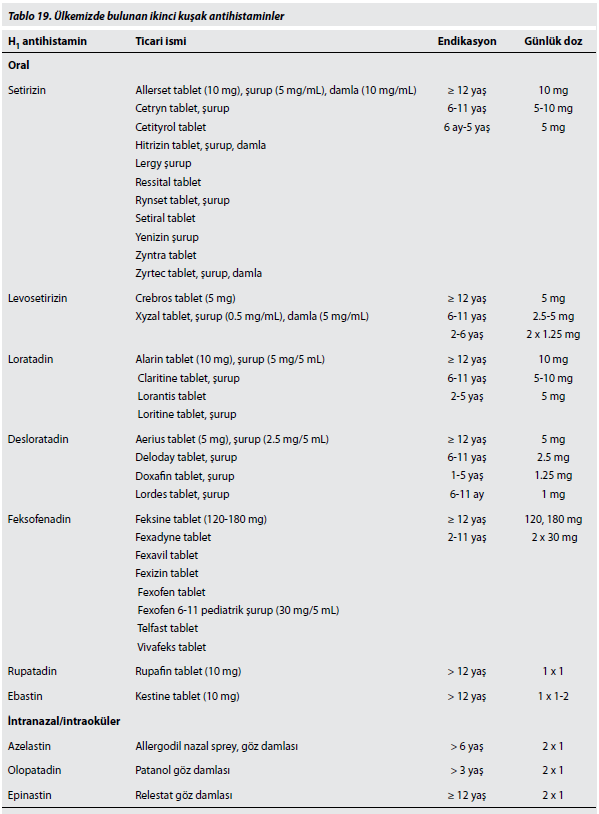 Tablo 19. Ülkemizde bulunan ikinci kuşak antihistaminler
H1 antihistamin Ticari ismi Endikasyon Günlük doz
Oral
Setirizin Allerset tablet (10 mg), şurup (5 mg/mL), damla (10 mg/mL) ≥ 12 yaş 10 mg
Cetryn tablet, şurup 6-11 yaş 5-10 mg
Cetityrol tablet 6 ay-5 yaş 5 mg
Hitrizin tablet, şurup, damla
Lergy şurup
Ressital tablet
Rynset tablet, şurup
Setiral tablet
Yenizin şurup
Zyntra tablet
Zyrtec tablet, şurup, damla
Levosetirizin Crebros tablet (5 mg) ≥ 12 yaş 5 mg
Xyzal tablet, şurup (0.5 mg/mL), damla (5 mg/mL) 6-11 yaş 2.5-5 mg
2-6 yaş 2 x 1.25 mg
Loratadin Alarin tablet (10 mg), şurup (5 mg/5 mL) ≥ 12 yaş 10 mg
Claritine tablet, şurup 6-11 yaş 5-10 mg
Lorantis tablet 2-5 yaş 5 mg
Loritine tablet, şurup
Desloratadin Aerius tablet (5 mg), şurup (2.5 mg/5 mL) ≥ 12 yaş 5 mg
Deloday tablet, şurup 6-11 yaş 2.5 mg
Doxafin tablet, şurup 1-5 yaş 1.25 mg
Lordes tablet, şurup 6-11 ay 1 mg
Feksofenadin Feksine tablet (120-180 mg) ≥ 12 yaş 120, 180 mg
Fexadyne tablet 2-11 yaş 2 x 30 mg
Fexavil tablet
Fexizin tablet
Fexofen tablet
Fexofen 6-11 pediatrik şurup (30 mg/5 mL)
Telfast tablet
Vivafeks tablet
Rupatadin Rupafin tablet (10 mg) > 12 yaş 1 x 1
Ebastin Kestine tablet (10 mg) > 12 yaş 1 x 1-2
İntranazal/intraoküler
Azelastin Allergodil nazal sprey, göz damlası > 6 yaş 2 x 1
Olopatadin Patanol göz damlası > 3 yaş 2 x 1
Epinastin Relestat göz damlası ≥ 12 yaş 2 x 1